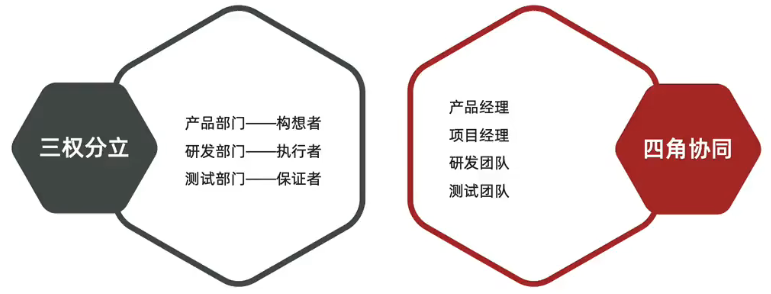 三权分立
产品部门——构想者
研发部门——执行者
测试部门——保证者
产品经理
项目经理
研发团队
测试团队
四角协同